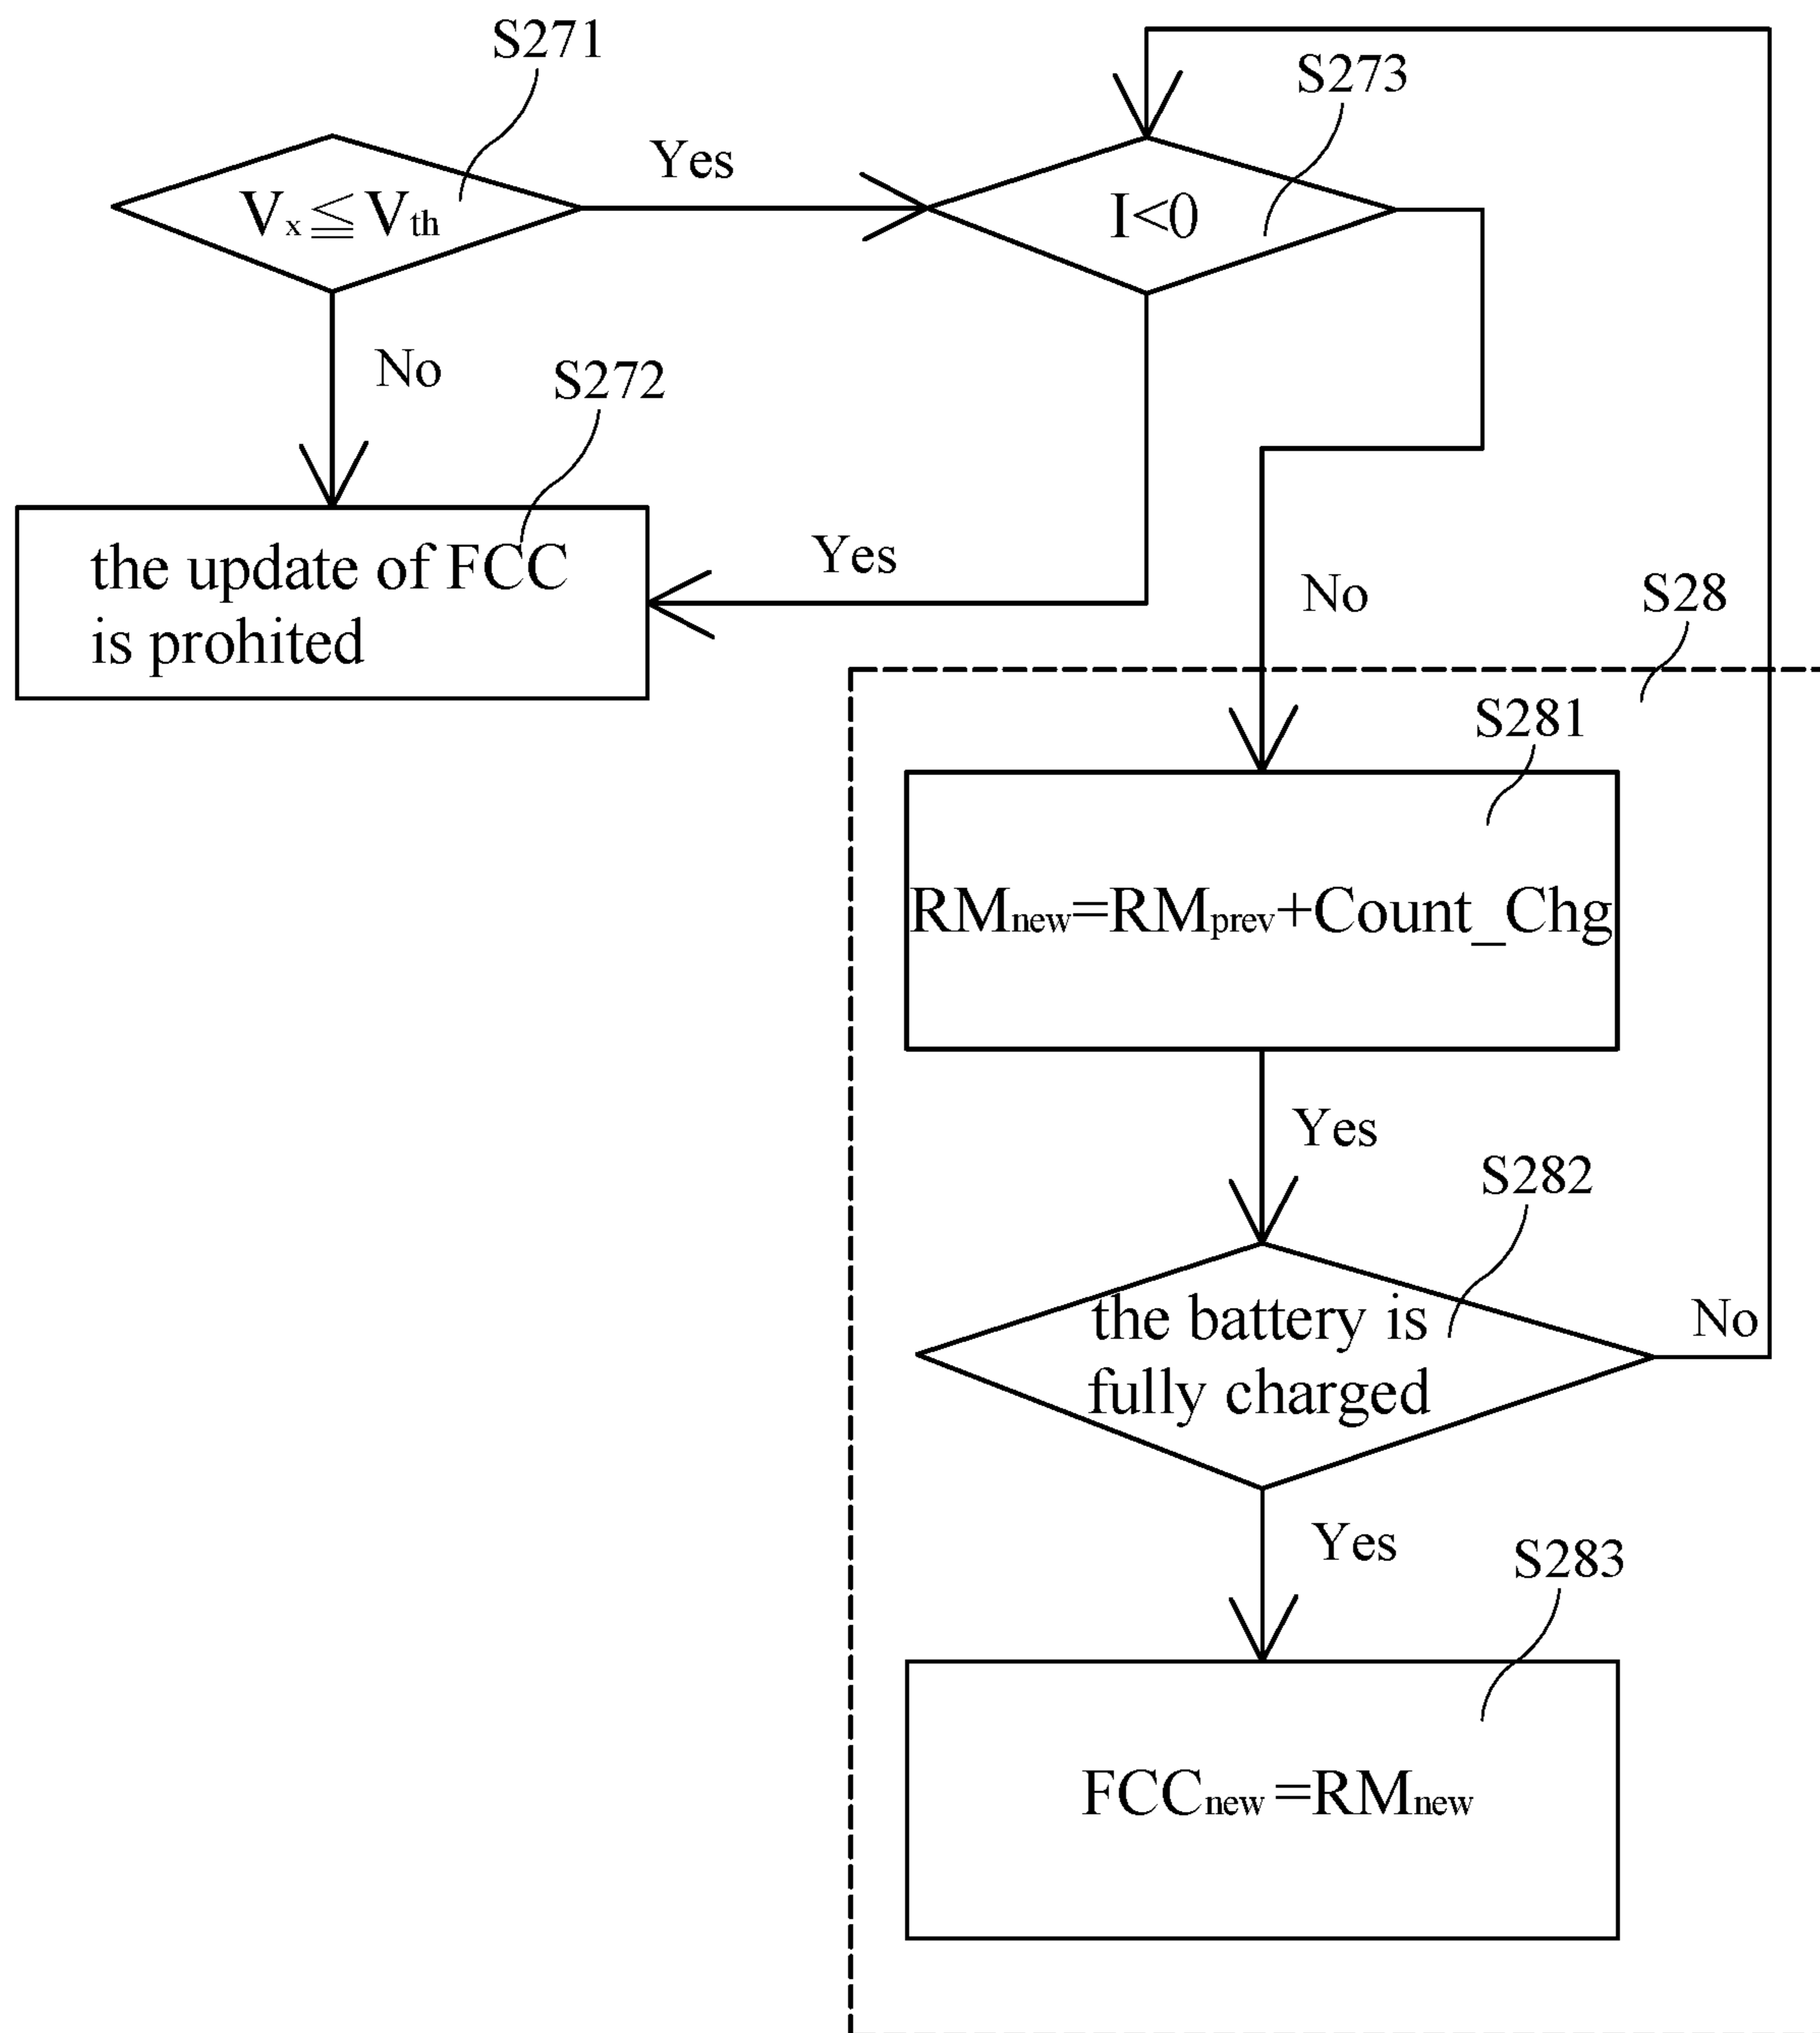 S271
S273
Yes
Vx≦Vth
I<0
No
S272
the update of FCC
is prohited
Yes
No
S28
S281
RMnew=RMprev+Count_Chg
Yes
S282
the battery is
fully charged
No
Yes
S283
FCCnew=RMnew